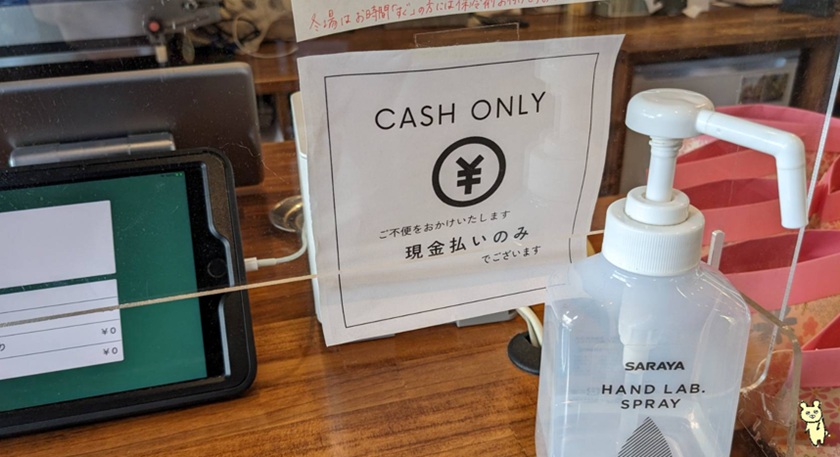 CASH ONLY
¥
ご不便をおかけいたします
現金払いのみ
でございます
¥0
¥0
SARAYA
HAND LAB.
SPRAY